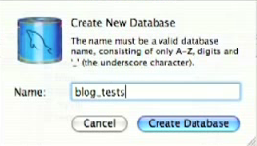 Create New Database
The name must be a valid database
name, consisting of only A-Z, digits and
'_' (the underscore character).
Name: blog_tests
Cancel Create Database